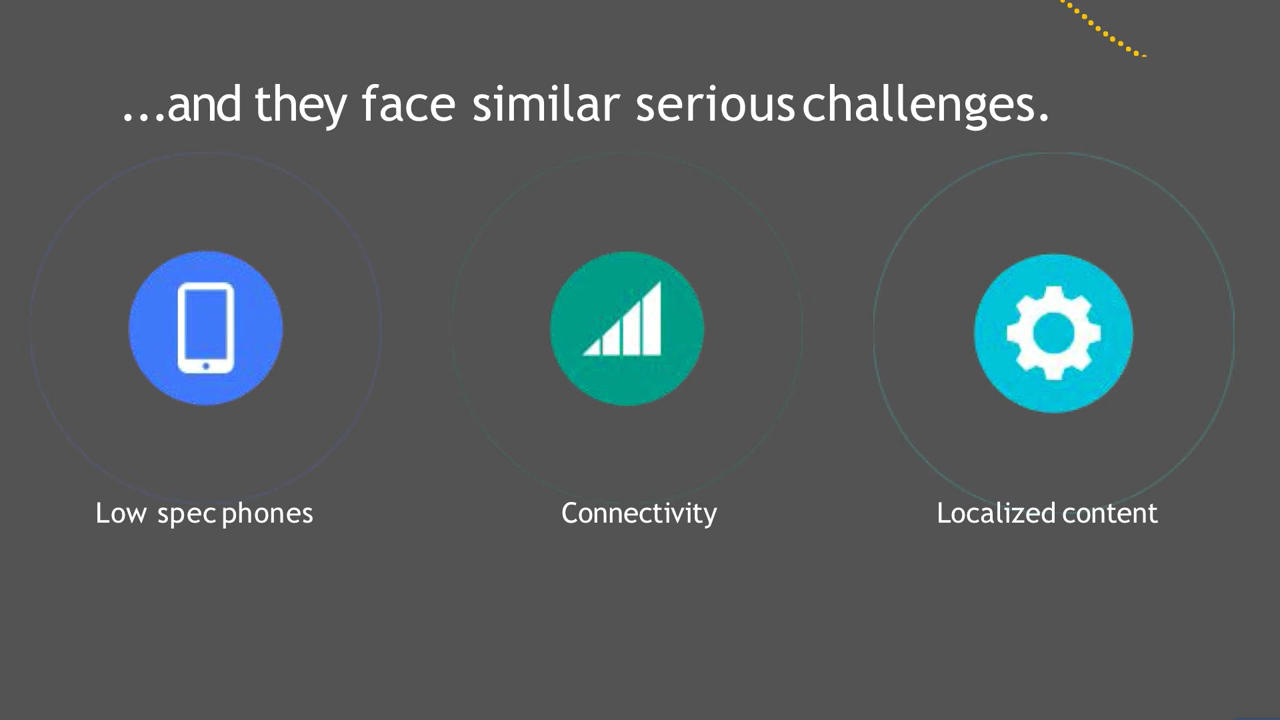 ...and they face similar serious challenges.
Low spec phones
Connectivity
Localized content